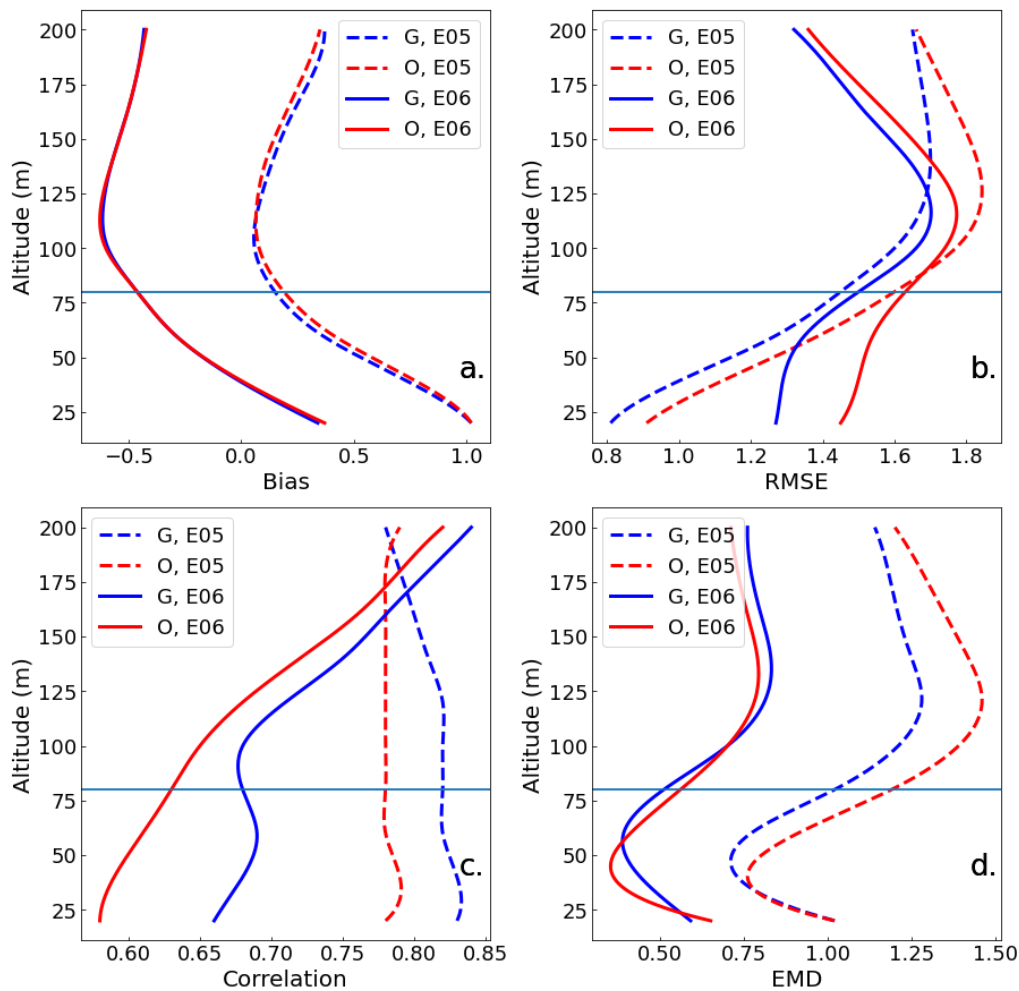 200
175
150
125
100
75
50
25
Altitude (m)
G, E05
O, E05
G, E06
O, E06
a.
−0.5
0.0
0.5
1.0
Bias
200
175
150
125
100
75
50
25
Altitude (m)
G, E05
O, E05
G, E06
O, E06
b.
0.8
1.0
1.2
1.4
1.6
1.8
RMSE
200
175
150
125
100
75
50
25
Altitude (m)
G, E05
O, E05
G, E06
O, E06
c.
0.60
0.65
0.70
0.75
0.80
0.85
Correlation
200
175
150
125
100
75
50
25
Altitude (m)
G, E05
O, E05
G, E06
O, E06
d.
0.50
0.75
1.00
1.25
1.50
EMD